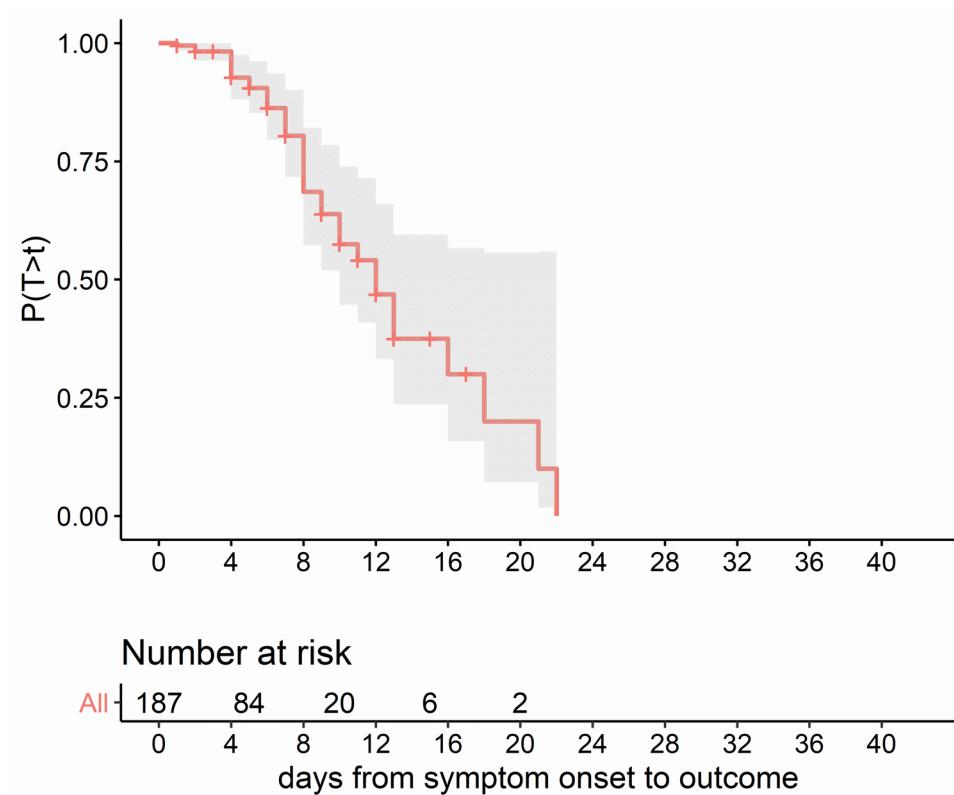 1.00
0.75
0.50
0.25
0.00
P(T>t)
0 4 8 12 16 20 24 28 32 36 40
Number at risk
All 187 84 20 6 2
0 4 8 12 16 20 24 28 32 36 40
days from symptom onset to outcome